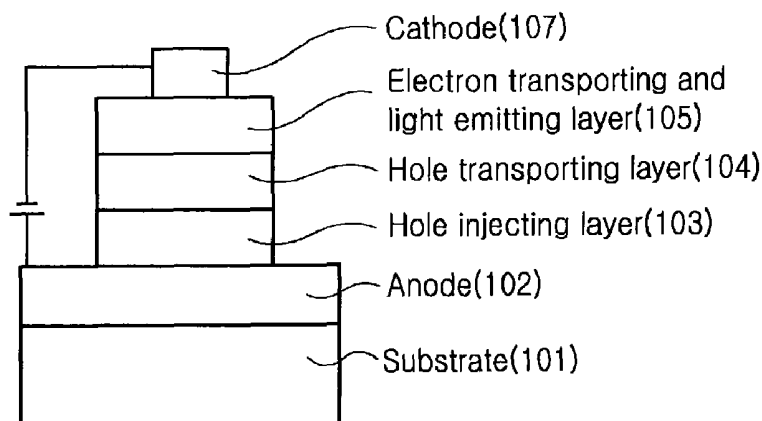 Cathode(107)
Electron transporting and
light emitting layer(105)
Hole transporting layer(104)
Hole injecting layer(103)
Anode(102)
Substrate(101)